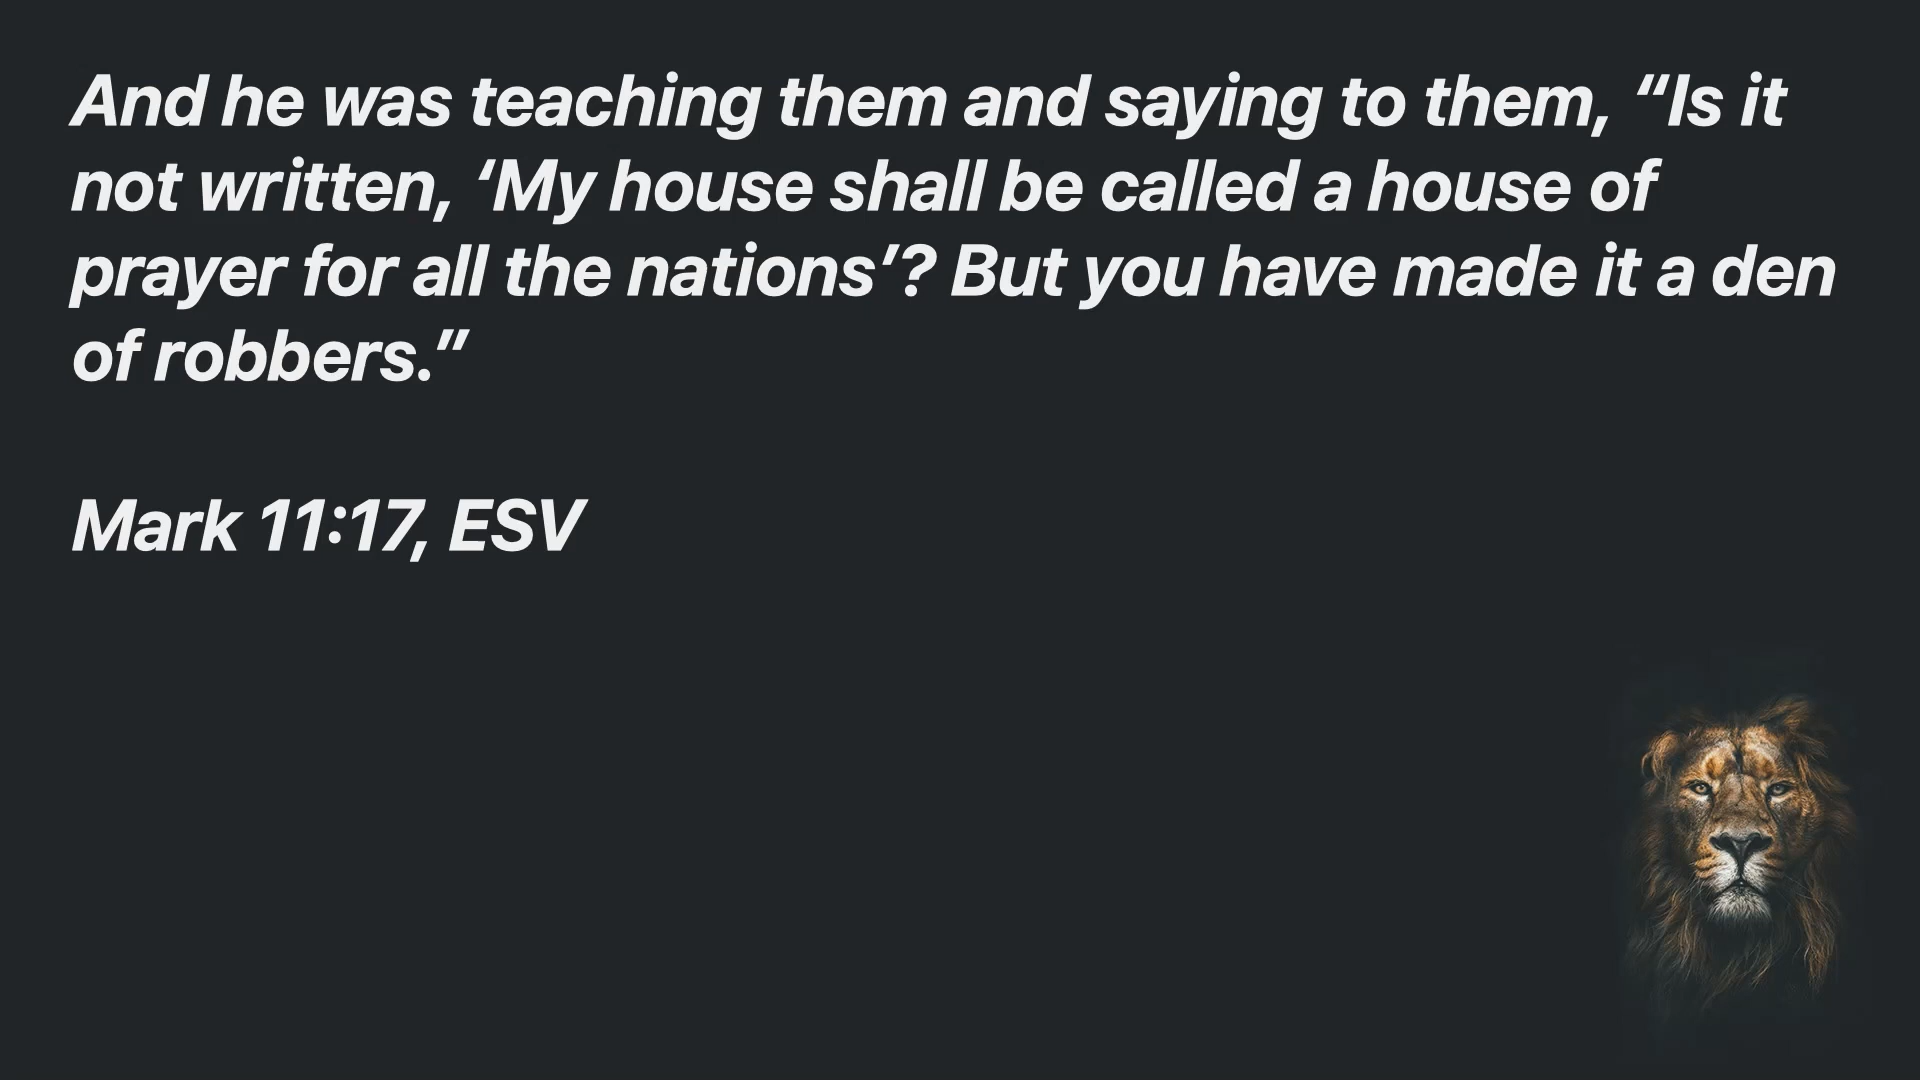 And he was teaching them and saying to them, “Is it
not written, ‘My house shall be called a house of
prayer for all the nations’? But you have made it a den
of robbers.”
Mark 11:17, ESV